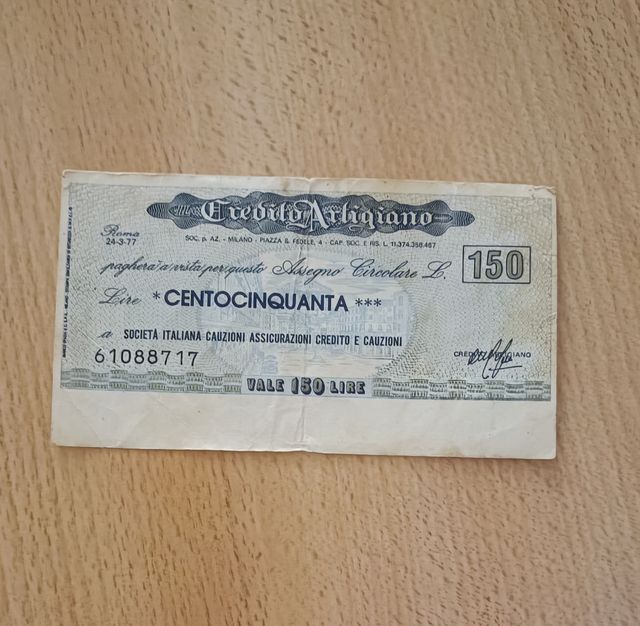 Credito Artigiano
SOC. p. AZ. - MILANO - PIAZZA S. FEDELE, 4 - CAP. SOC. E RIS. L. 11.374.358.467
Roma
24-3-77
pagherà a vista per questo Assegno Circolare L. 150
Lire *CENTOCINQUANTA ***
a SOCIETÀ ITALIANA CAUZIONI ASSICURAZIONI CREDITO E CAUZIONI
61088717
CREDITO ARTIGIANO
VALE 150 LIRE